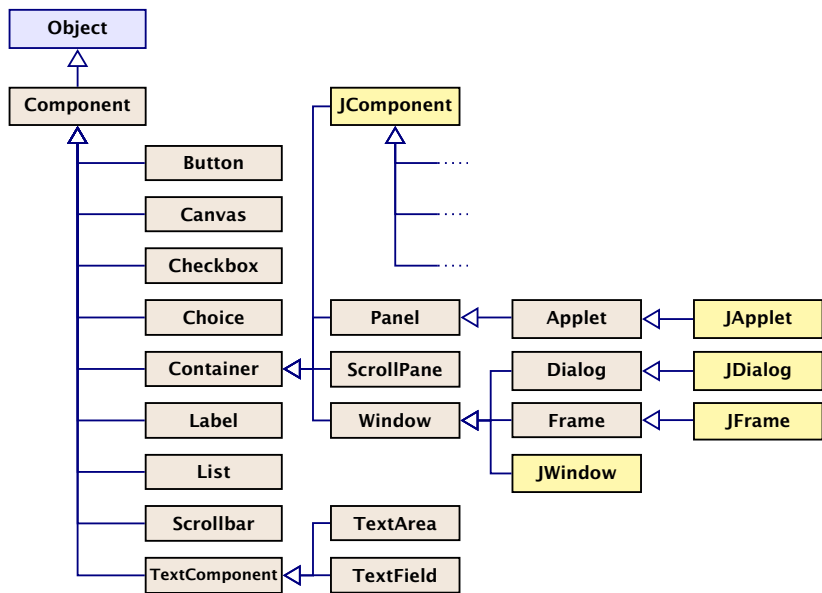 Object
Component
JComponent
Button
Canvas
Checkbox
Choice
Panel
Applet
JApplet
Container
ScrollPane
Dialog
JDialog
Label
Window
Frame
JFrame
List
JWindow
Scrollbar
TextArea
TextComponent
TextField